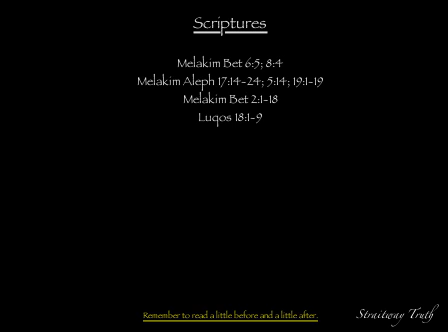 Scriptures
Melakim Bet 6:5; 8:4
Melakim Aleph 17:14-24; 5:14; 19:1-19
Melakim Bet 2:1-18
Luqos 18:1-9
Remember to read a little before and a little after.
Straitway Truth